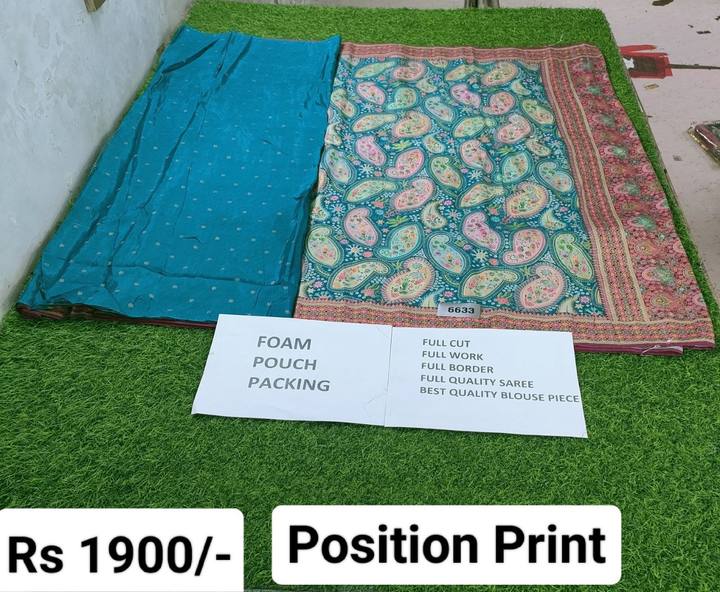 6633
FOAM
POUCH
PACKING
FULL CUT
FULL WORK
FULL BORDER
FULL QUALITY SAREE
BEST QUALITY BLOUSE PIECE
Rs 1900/-
Position Print